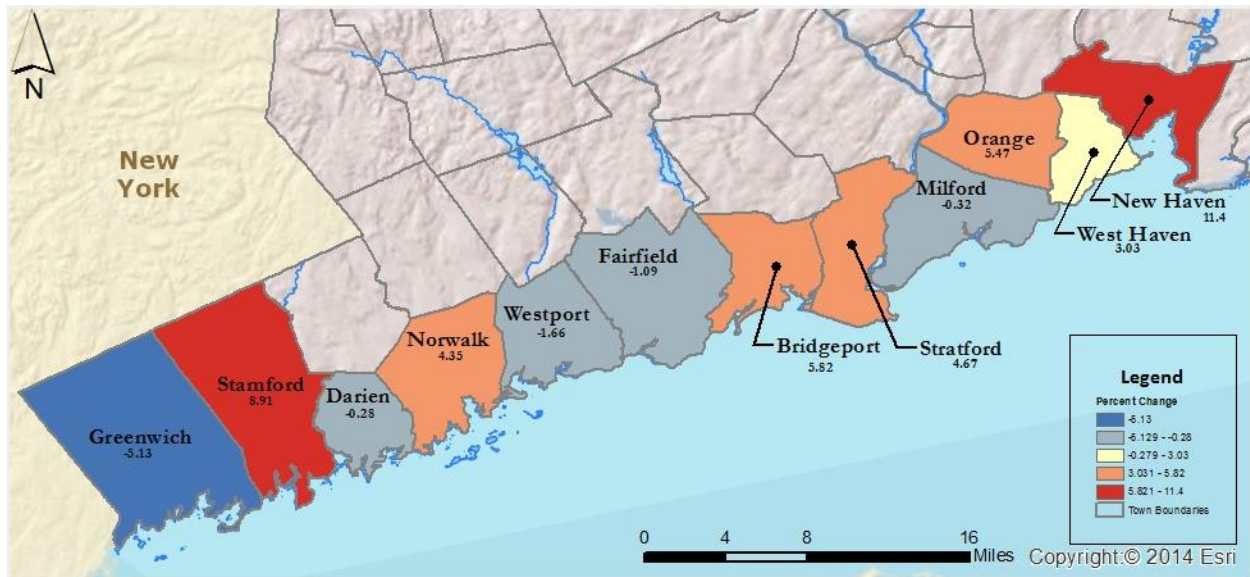 N
New
York
Greenwich
-5.13
Stamford
8.91
Darien
-0.28
Norwalk
4.35
Westport
-1.66
Fairfield
-1.09
Bridgeport
5.82
Stratford
4.67
Milford
-0.32
Orange
5.47
New Haven
11.4
West Haven
3.03
Legend
Percent Change
-5.13
-5.129 - -0.28
-0.279 - 3.03
3.031 - 5.82
5.821 - 11.4
Town Boundaries
0 4 8 16
Miles
Copyright:© 2014 Esri